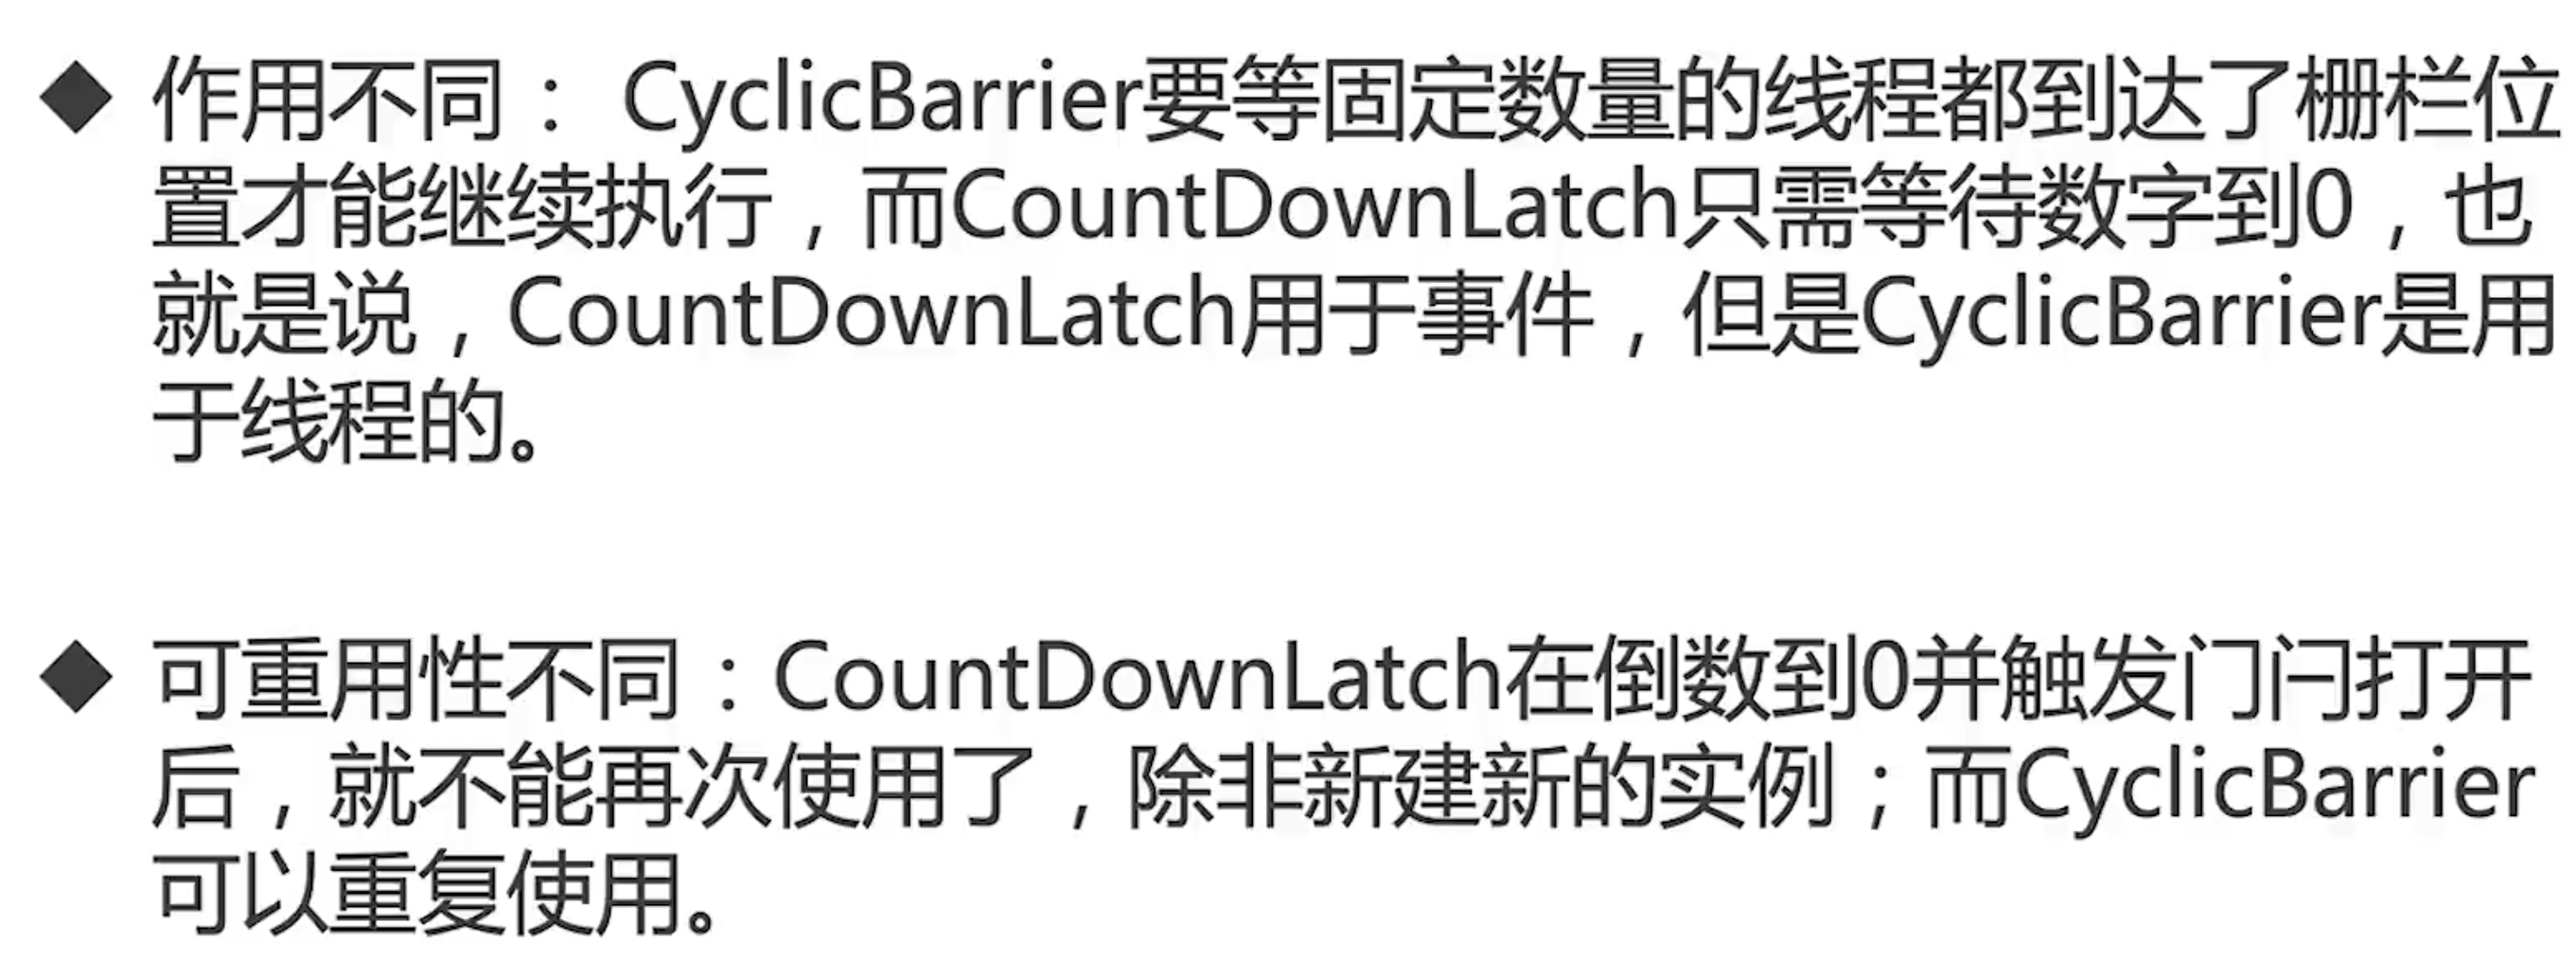 ◆ 作用不同： CyclicBarrier要等固定数量的线程都到达了栅栏位
置才能继续执行，而CountDownLatch只需等待数字到0，也
就是说，CountDownLatch用于事件，但是CyclicBarrier是用
于线程的。
◆ 可重用性不同：CountDownLatch在倒数到0并触发门闩打开
后，就不能再次使用了，除非新建新的实例；而CyclicBarrier
可以重复使用。